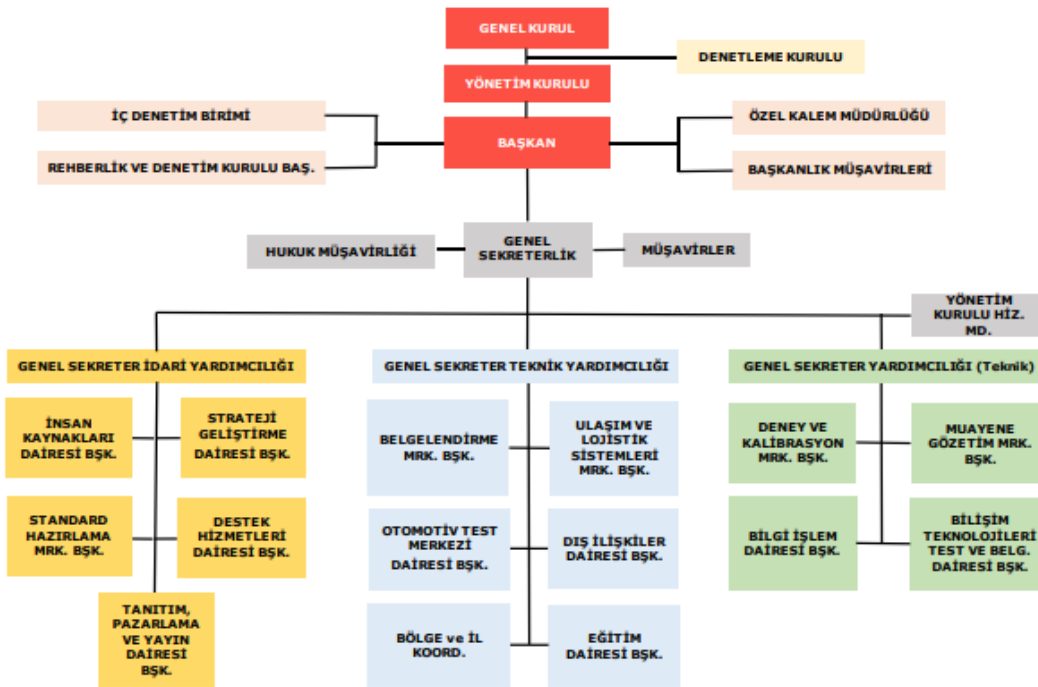 GENEL KURUL
DENETLEME KURULU
YÖNETİM KURULU
İÇ DENETİM BİRİMİ
ÖZEL KALEM MÜDÜRLÜĞÜ
BAŞKAN
REHBERLİK VE DENETİM KURULU BAŞ.
BAŞKANLIK MÜŞAVİRLERİ
HUKUK MÜŞAVİRLİĞİ
GENEL
SEKRETERLİK
MÜŞAVİRLER
YÖNETİM
KURULU HİZ.
MD.
GENEL SEKRETER İDARİ YARDIMCILIĞI
GENEL SEKRETER TEKNİK YARDIMCILIĞI
GENEL SEKRETER YARDIMCILIĞI (Teknik)
İNSAN
KAYNAKLARI
DAİRESİ BŞK.
STRATEJİ
GELİŞTİRME
DAİRESİ BŞK.
BELGELENDİRME
MRK. BŞK.
ULAŞIM VE
LOJİSTİK
SİSTEMLERİ
MRK. BŞK.
DENEY VE
KALİBRASYON
MRK. BŞK.
MUAYENE
GÖZETİM MRK.
BŞK.
STANDARD
HAZIRLAMA
MRK. BŞK.
DESTEK
HİZMETLERİ
DAİRESİ BŞK.
OTOMOTİV TEST
MERKEZİ
DAİRESİ BŞK.
DIŞ İLİŞKİLER
DAİRESİ BŞK.
BİLGİ İŞLEM
DAİRESİ BŞK.
BİLİŞİM
TEKNOLOJİLERİ
TEST VE BELG.
DAİRESİ BŞK.
TANITIM,
PAZARLAMA
VE YAYIN
DAİRESİ
BŞK.
BÖLGE ve İL
KOORD.
EĞİTİM
DAİRESİ BŞK.